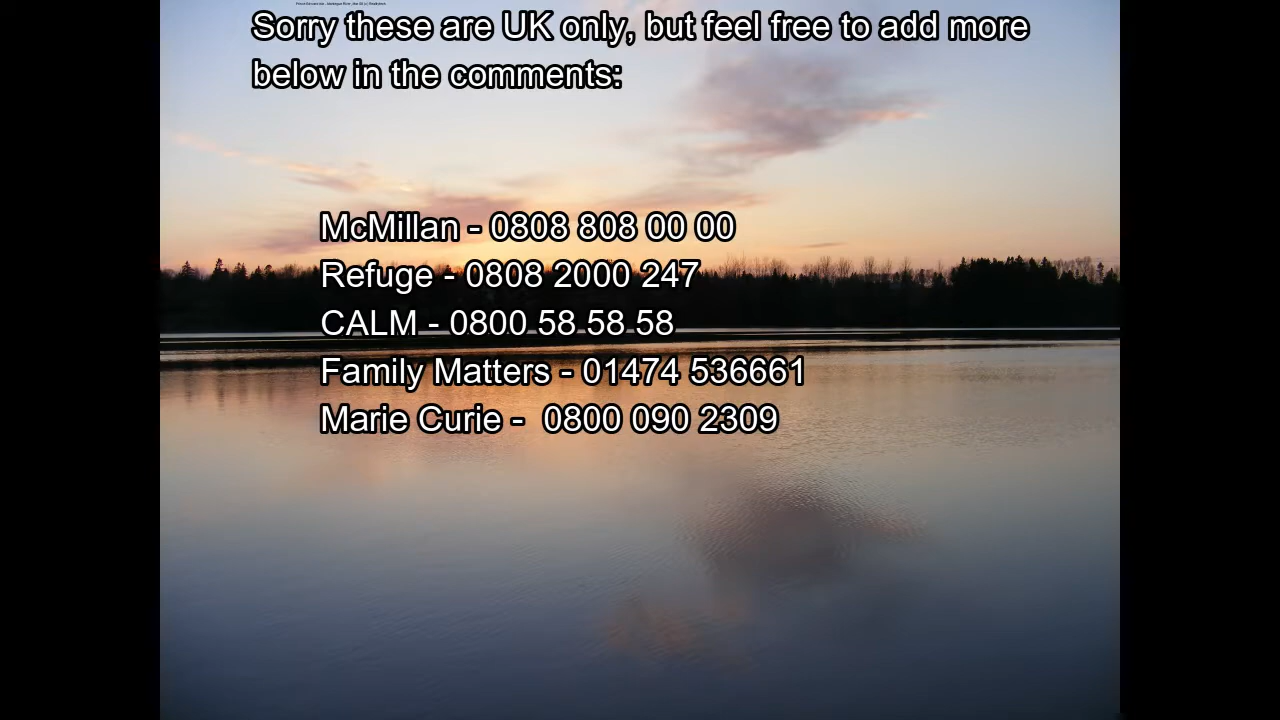 Sorry these are UK only, but feel free to add more
below in the comments:
McMillan - 0808 808 00 00
Refuge - 0808 2000 247
CALM - 0800 58 58 58
Family Matters - 01474 536661
Marie Curie - 0800 090 2309